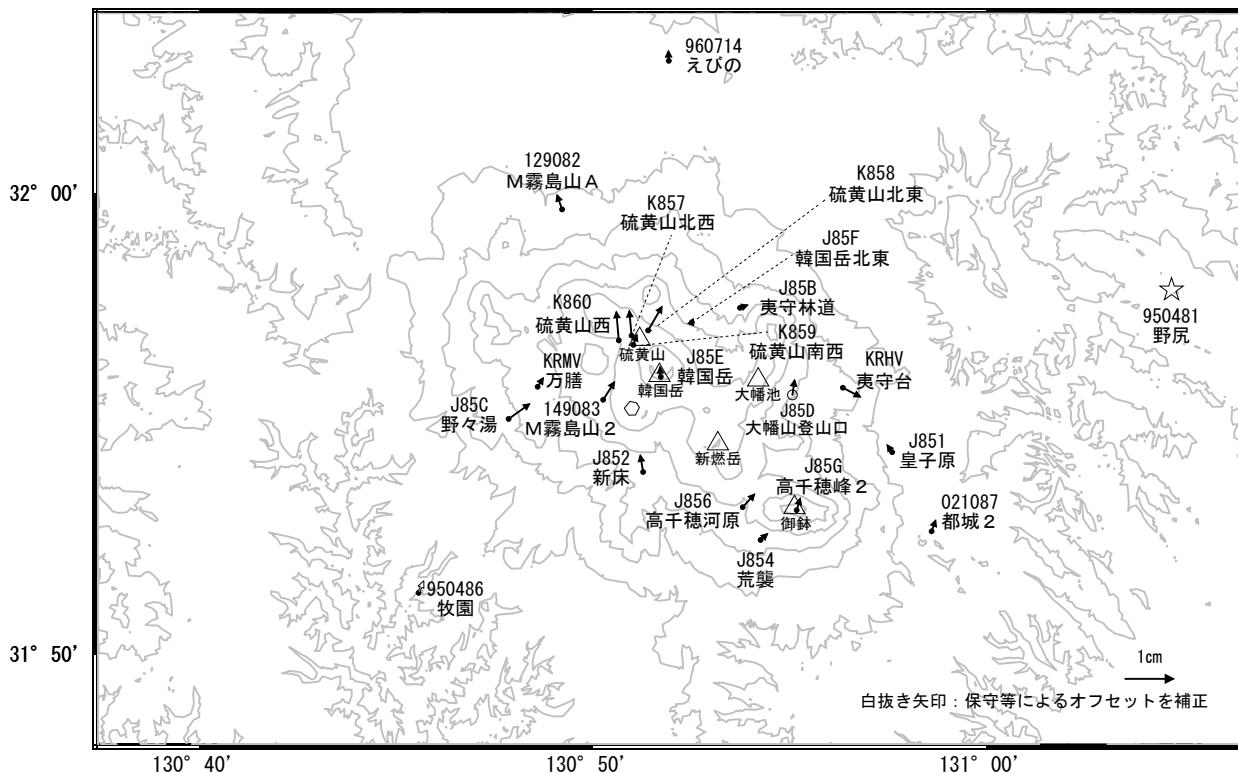 960714
えびの
129082
M霧島山A
32° 00'
K857
硫黄山北西
K858
硫黄山北東
J85F
韓国岳北東
J85B
夷守林道
950481
野尻
K860
硫黄山西
K859
硫黄山南西
硫黄山
J85E
韓国岳
韓国岳
KRMV
万膳
KRHV
夷守台
大幡池
J85D
大幡山登山口
J85C
野々湯
149083
M霧島山2
J851
皇子原
新燃岳
J852
新床
J85G
高千穂峰2
J856
高千穂河原
御鉢
021087
都城2
J854
荒襲
950486
牧園
31° 50'
1cm
白抜き矢印:保守等によるオフセットを補正
130° 40'
130° 50'
131° 00'